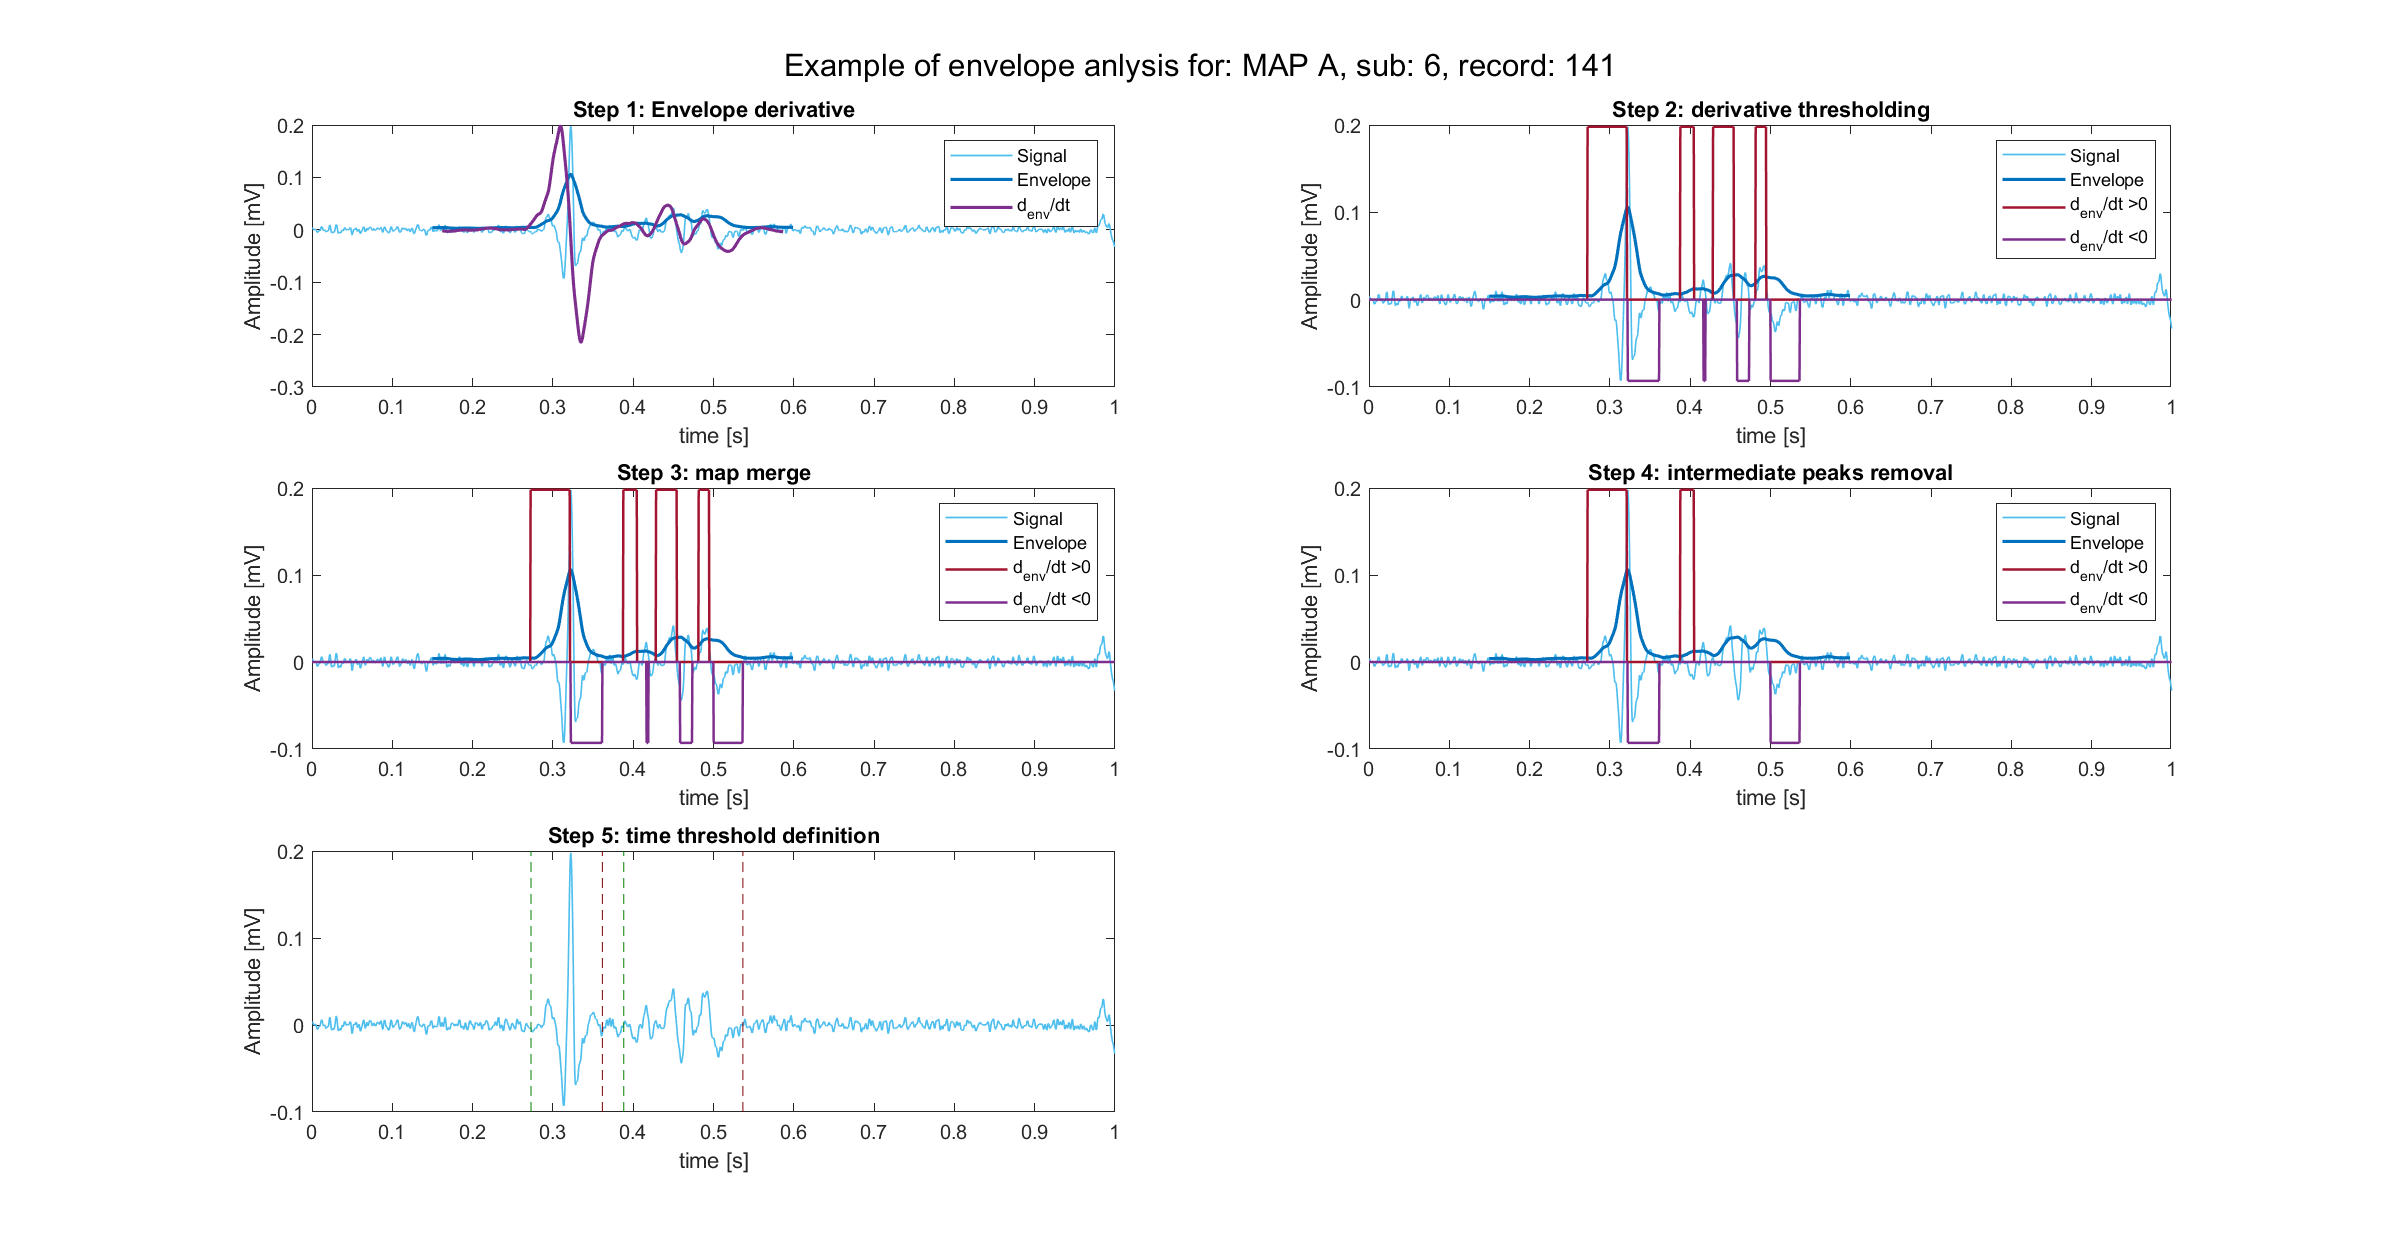 Example of envelope anlysis for: MAP A, sub: 6, record: 141
Step 1: Envelope derivative
0.2
0.1
0
-0.1
-0.2
-0.3
Amplitude [mV]
0 0.1 0.2 0.3 0.4 0.5 0.6 0.7 0.8 0.9 1
time [s]
Signal
Envelope
d_env/dt
Step 2: derivative thresholding
0.2
0.1
0
-0.1
Amplitude [mV]
0 0.1 0.2 0.3 0.4 0.5 0.6 0.7 0.8 0.9 1
time [s]
Signal
Envelope
d_env/dt >0
d_env/dt <0
Step 3: map merge
0.2
0.1
0
-0.1
Amplitude [mV]
0 0.1 0.2 0.3 0.4 0.5 0.6 0.7 0.8 0.9 1
time [s]
Signal
Envelope
d_env/dt >0
d_env/dt <0
Step 4: intermediate peaks removal
0.2
0.1
0
-0.1
Amplitude [mV]
0 0.1 0.2 0.3 0.4 0.5 0.6 0.7 0.8 0.9 1
time [s]
Signal
Envelope
d_env/dt >0
d_env/dt <0
Step 5: time threshold definition
0.2
0.1
0
-0.1
Amplitude [mV]
0 0.1 0.2 0.3 0.4 0.5 0.6 0.7 0.8 0.9 1
time [s]